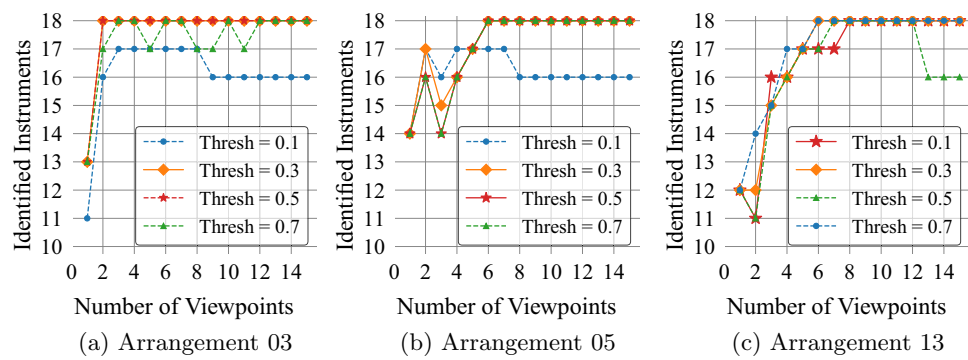 18 18 18
17 17 17
16 16 16
15 15 15
14 14 14
13 13 13
12 12 12
11 11 11
10 10 10
Identified Instruments
Thresh = 0.1
Thresh = 0.3
Thresh = 0.5
Thresh = 0.7
0 2 4 6 8 10 12 14
Number of Viewpoints
(a) Arrangement 03
Identified Instruments
Thresh = 0.1
Thresh = 0.3
Thresh = 0.5
Thresh = 0.7
0 2 4 6 8 10 12 14
Number of Viewpoints
(b) Arrangement 05
Identified Instruments
Thresh = 0.1
Thresh = 0.3
Thresh = 0.5
Thresh = 0.7
0 2 4 6 8 10 12 14
Number of Viewpoints
(c) Arrangement 13